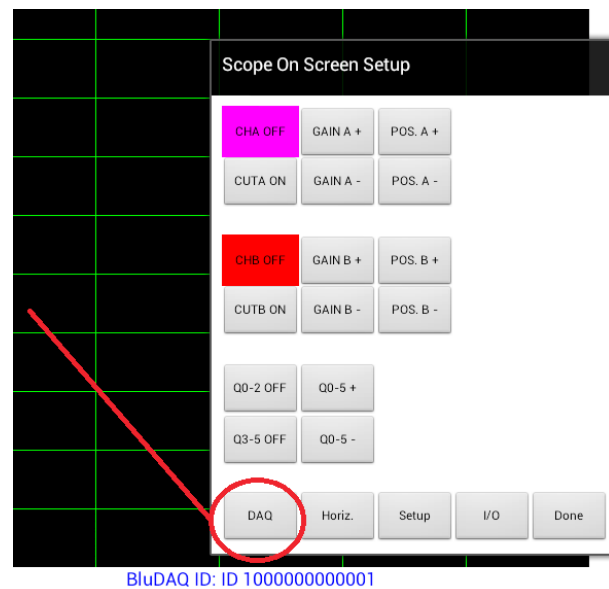 Scope On Screen Setup
CHA OFF GAIN A + POS. A +
CUTA ON GAIN A - POS. A -
CHB OFF GAIN B + POS. B +
CUTB ON GAIN B - POS. B -
Q0-2 OFF Q0-5 +
Q3-5 OFF Q0-5 -
DAQ Horiz. Setup I/O Done
BluDAQ ID: ID 1000000000001